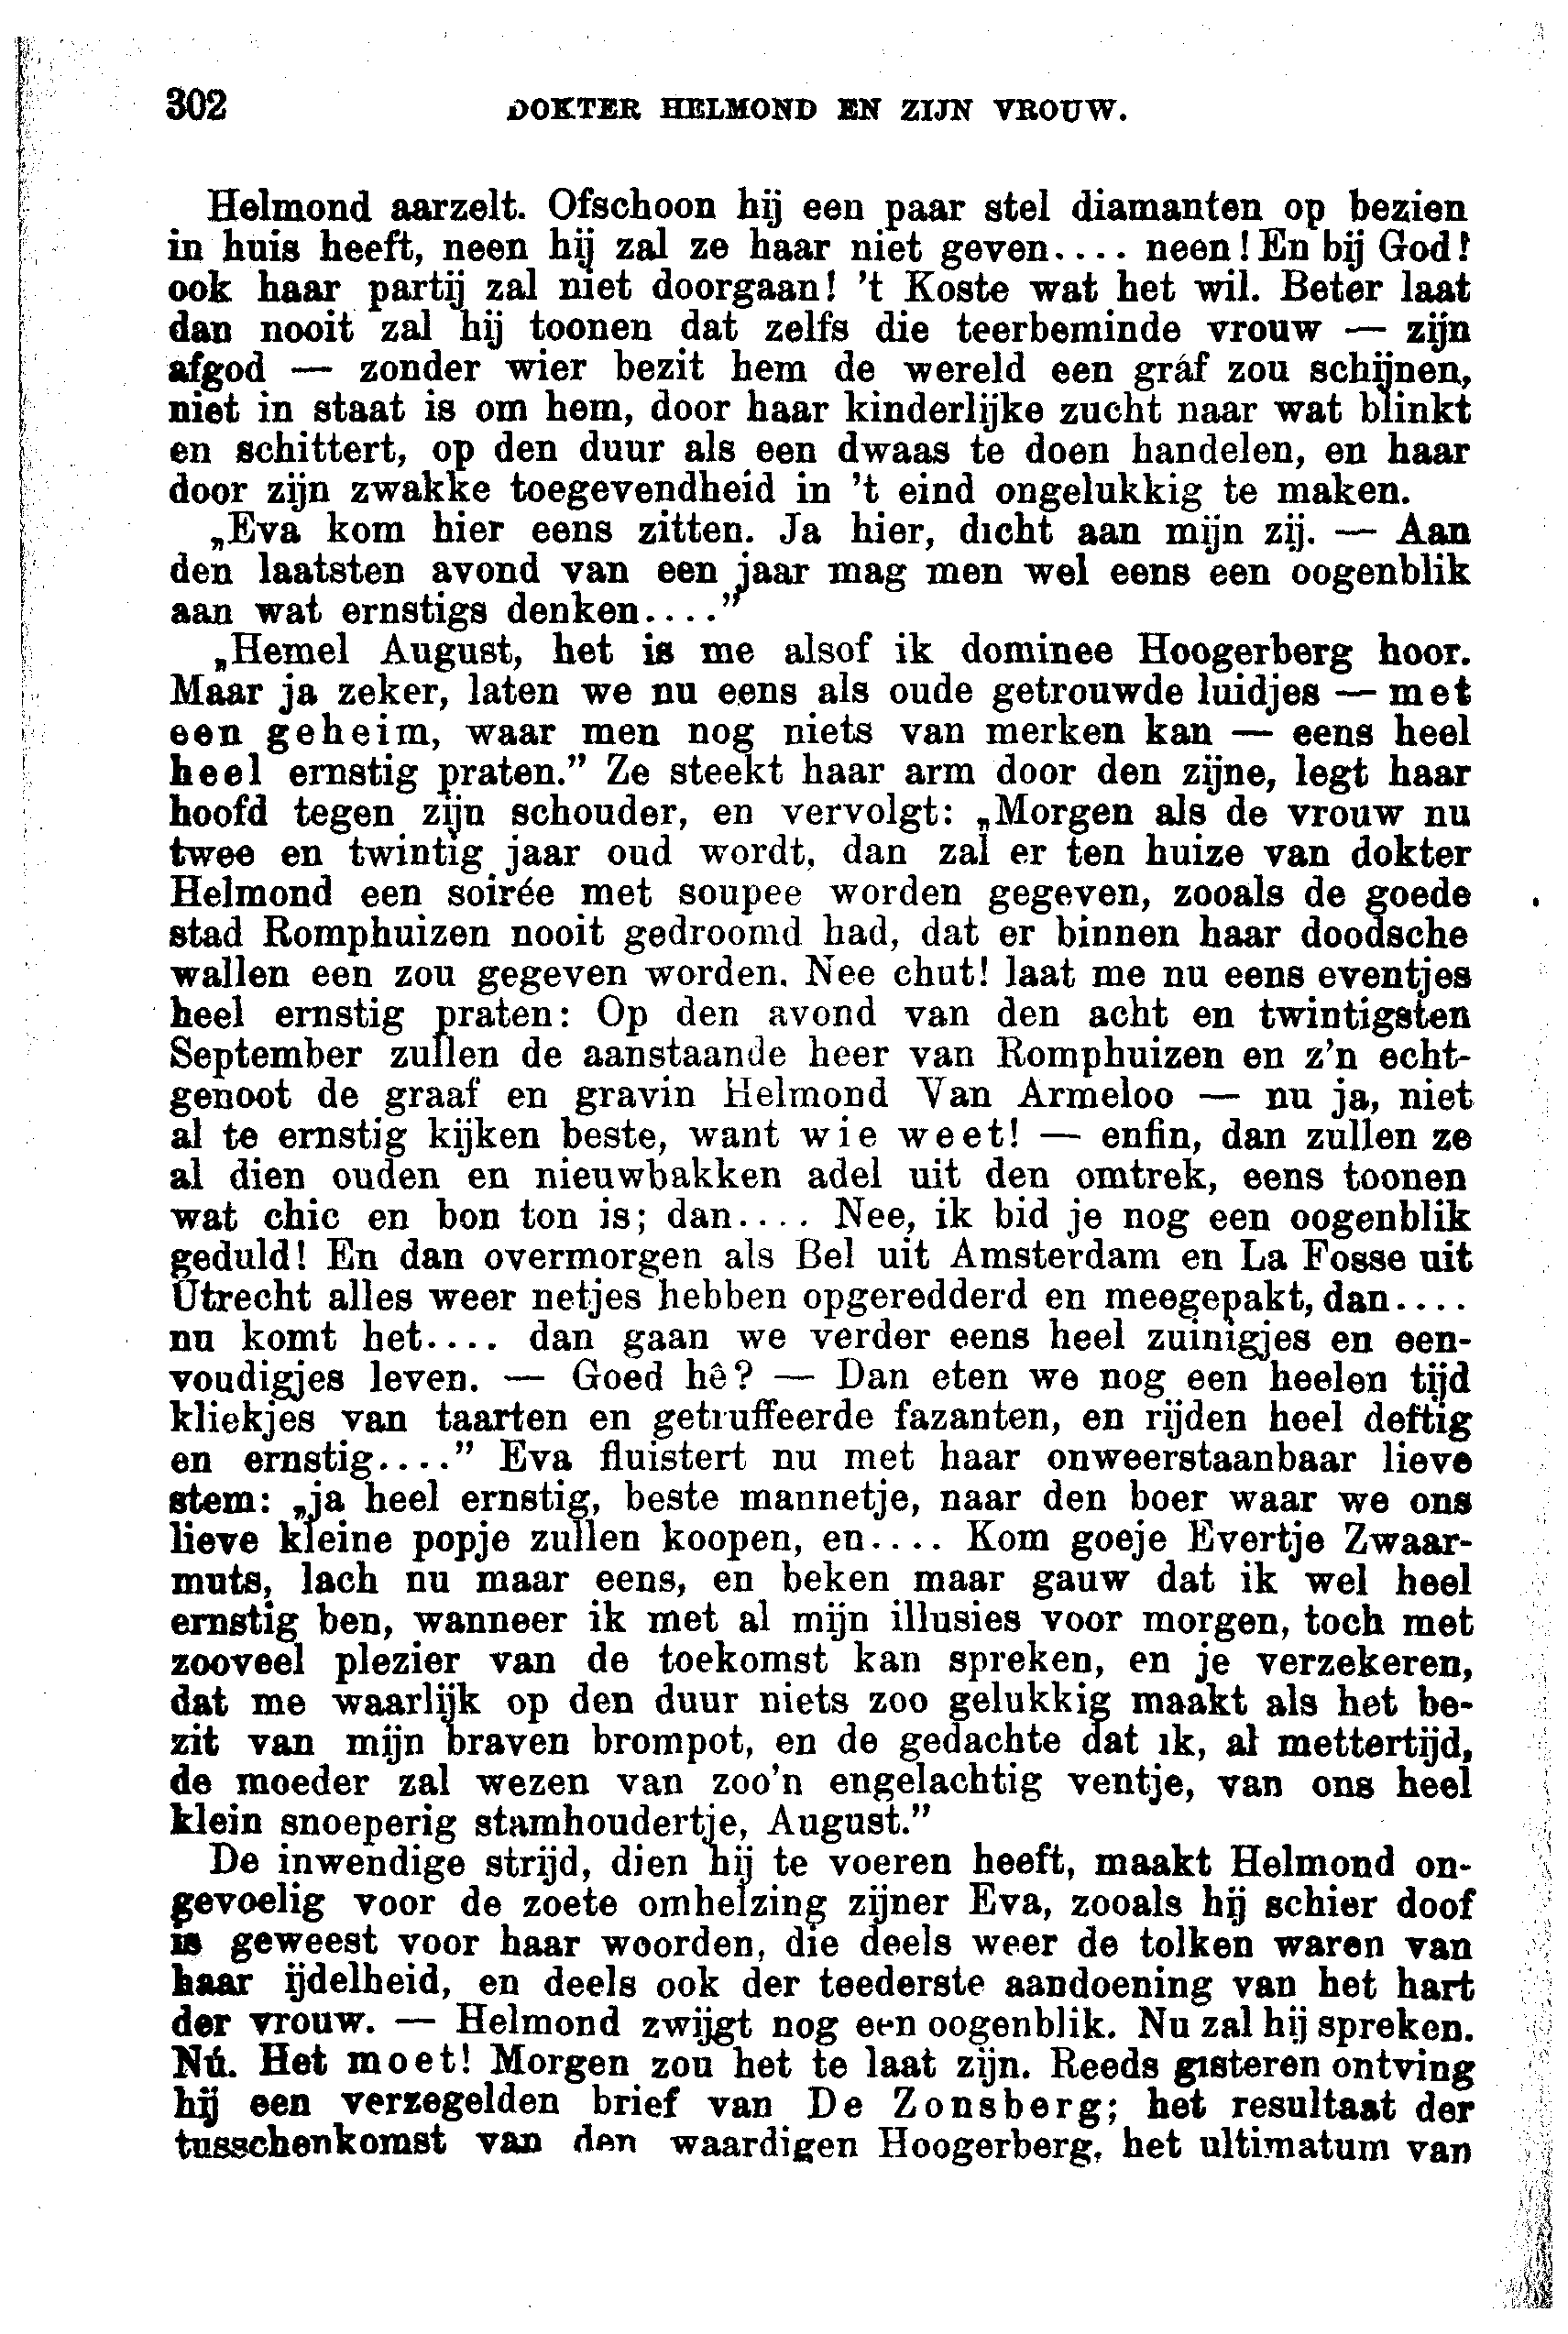 302 DOKTER HELMOND EN ZIJN VROUW.
Helmond aarzelt. Ofschoon hij een paar stel diamanten op bezien
in huis heeft, neen hij zal ze haar niet geven.... neen! En bij God!
ook haar partij zal niet doorgaan! 't Koste wat het wil. Beter laat
dan nooit zal hij toonen dat zelfs die teerbeminde vrouw — zijn
afgod — zonder wier bezit hem de wereld een gráf zou schijnen,
niet in staat is om hem, door haar kinderlijke zucht naar wat blinkt
en schittert, op den duur als een dwaas te doen handelen, en haar
door zijn zwakke toegevendheid in 't eind ongelukkig te maken.
„Eva kom hier eens zitten. Ja hier, dicht aan mijn zij. — Aan
den laatsten avond van een jaar mag men wel eens een oogenblik
aan wat ernstigs denken...."
„Hemel August, het is me alsof ik dominee Hoogerberg hoor.
Maar ja zeker, laten we nu eens als oude getrouwde luidjes — met
een geheim, waar men nog niets van merken kan — eens heel
heel ernstig praten." Ze steekt haar arm door den zijne, legt haar
hoofd tegen zijn schouder, en vervolgt: „Morgen als de vrouw nu
twee en twintig jaar oud wordt, dan zal er ten huize van dokter
Helmond een soirée met soupee worden gegeven, zooals de goede
stad Romphuizen nooit gedroomd had, dat er binnen haar doodsche
wallen een zou gegeven worden. Nee chut! laat me nu eens eventjes
heel ernstig praten: Op den avond van den acht en twintigsten
September zullen de aanstaande heer van Romphuizen en z'n echt-
genoot de graaf en gravin Helmond Van Armeloo — nu ja, niet
al te ernstig kijken beste, want wie weet! — enfin, dan zullen ze
al dien ouden en nieuwbakken adel uit den omtrek, eens toonen
wat chic en bon ton is; dan.... Nee, ik bid je nog een oogenblik
geduld! En dan overmorgen als Bel uit Amsterdam en La Fosse uit
Utrecht alles weer netjes hebben opgeredderd en meegepakt, dan....
nu komt het.... dan gaan we verder eens heel zuinigjes en een-
voudigjes leven. — Goed hê? — Dan eten we nog een heelen tijd
kliekjes van taarten en getruffeerde fazanten, en rijden heel deftig
en ernstig...." Eva fluistert nu met haar onweerstaanbaar lieve
stem: „ja heel ernstig, beste mannetje, naar den boer waar we ons
lieve kleine popje zullen koopen, en.... Kom goeje Evertje Zwaar-
muts, lach nu maar eens, en beken maar gauw dat ik wel heel
ernstig ben, wanneer ik met al mijn illusies voor morgen, toch met
zooveel plezier van de toekomst kan spreken, en je verzekeren,
dat me waarlijk op den duur niets zoo gelukkig maakt als het be-
zit van mijn braven brompot, en de gedachte dat ik, al mettertijd,
de moeder zal wezen van zoo'n engelachtig ventje, van ons heel
klein snoeperig stamhoudertje, August."
De inwendige strijd, dien hij te voeren heeft, maakt Helmond on-
gevoelig voor de zoete omhelzing zijner Eva, zooals hij schier doof
is geweest voor haar woorden, die deels weer de tolken waren van
haar ijdelheid, en deels ook der teederste aandoening van het hart
der vrouw. — Helmond zwijgt nog een oogenblik. Nu zal hij spreken.
Nú. Het moet! Morgen zou het te laat zijn. Reeds gisteren ontving
hij een verzegelden brief van De Zonsberg; het resultaat der
tusschenkomst van den waardigen Hoogerberg, het ultimatum van